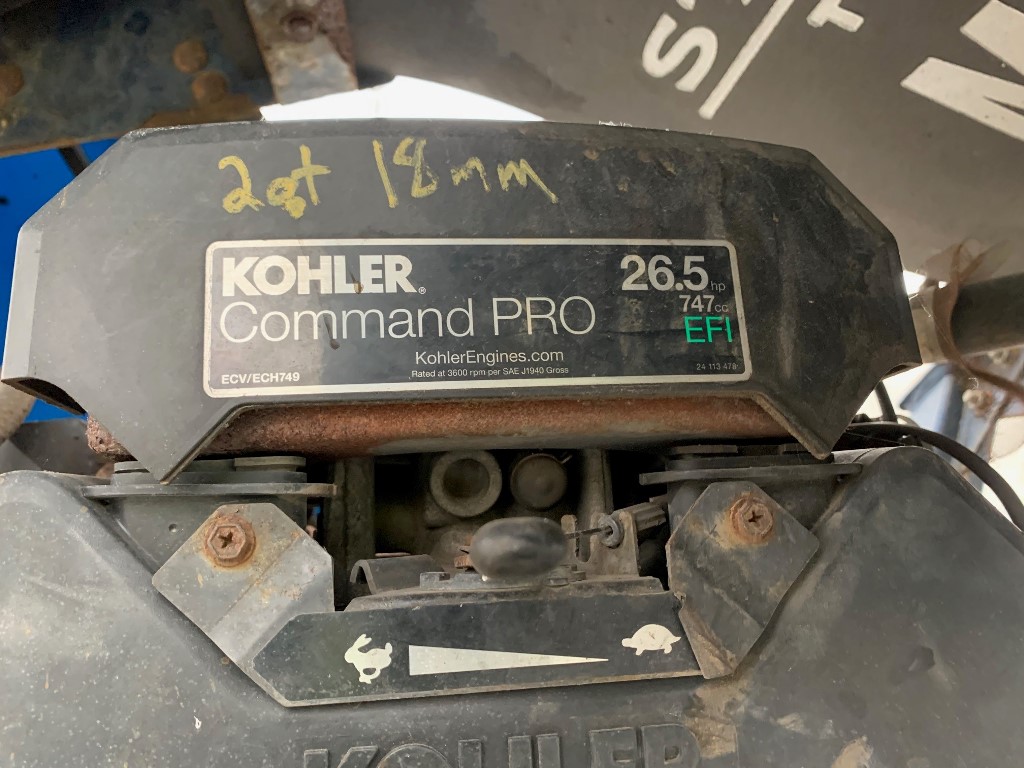 2qt 18mm
KOHLER®
Command PRO
26.5 hp
747cc
EFI
KohlerEngines.com
Rated at 3600 rpm per SAE J1940 Gross
ECV/ECH749
24 113 478
KOHLER